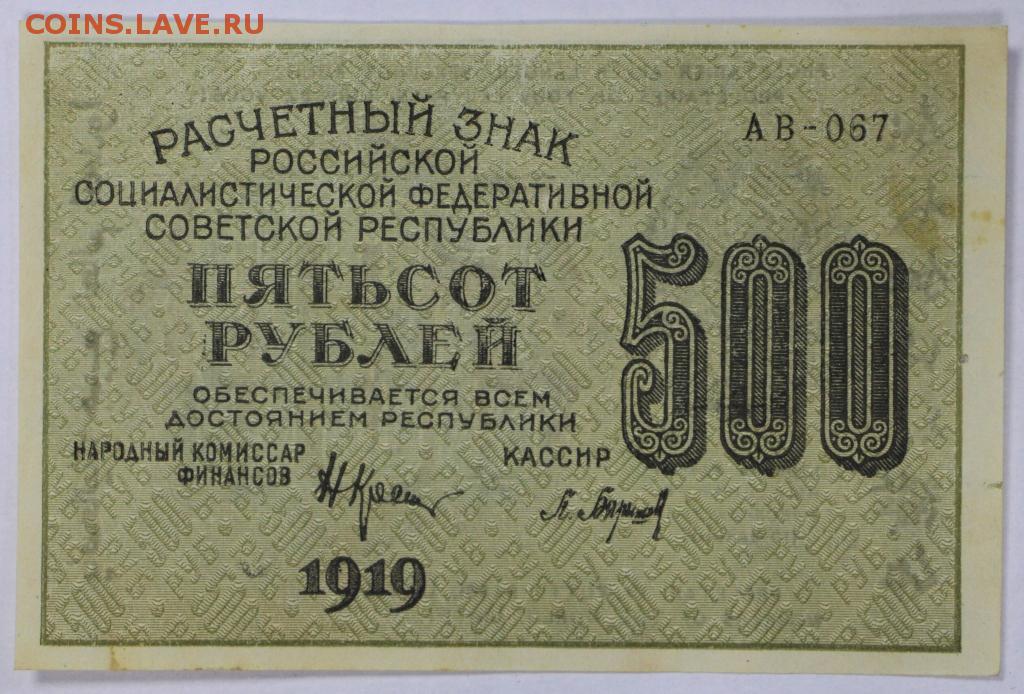 COINS.LAVE.РУ
РАСЧЕТНЫЙ ЗНАК
АВ-067
РОССИЙСКОЙ
СОЦИАЛИСТИЧЕСКОЙ ФЕДЕРАТИВНОЙ
СОВЕТСКОЙ РЕСПУБЛИКИ
ПЯТЬСОТ
РУБЛЕЙ
500
ОБЕСПЕЧИВАЕТСЯ ВСЕМ
ДОСТОЯНИЕМ РЕСПУБЛИКИ
НАРОДНЫЙ КОМИССАР
ФИНАНСОВ
КАССИР
1919